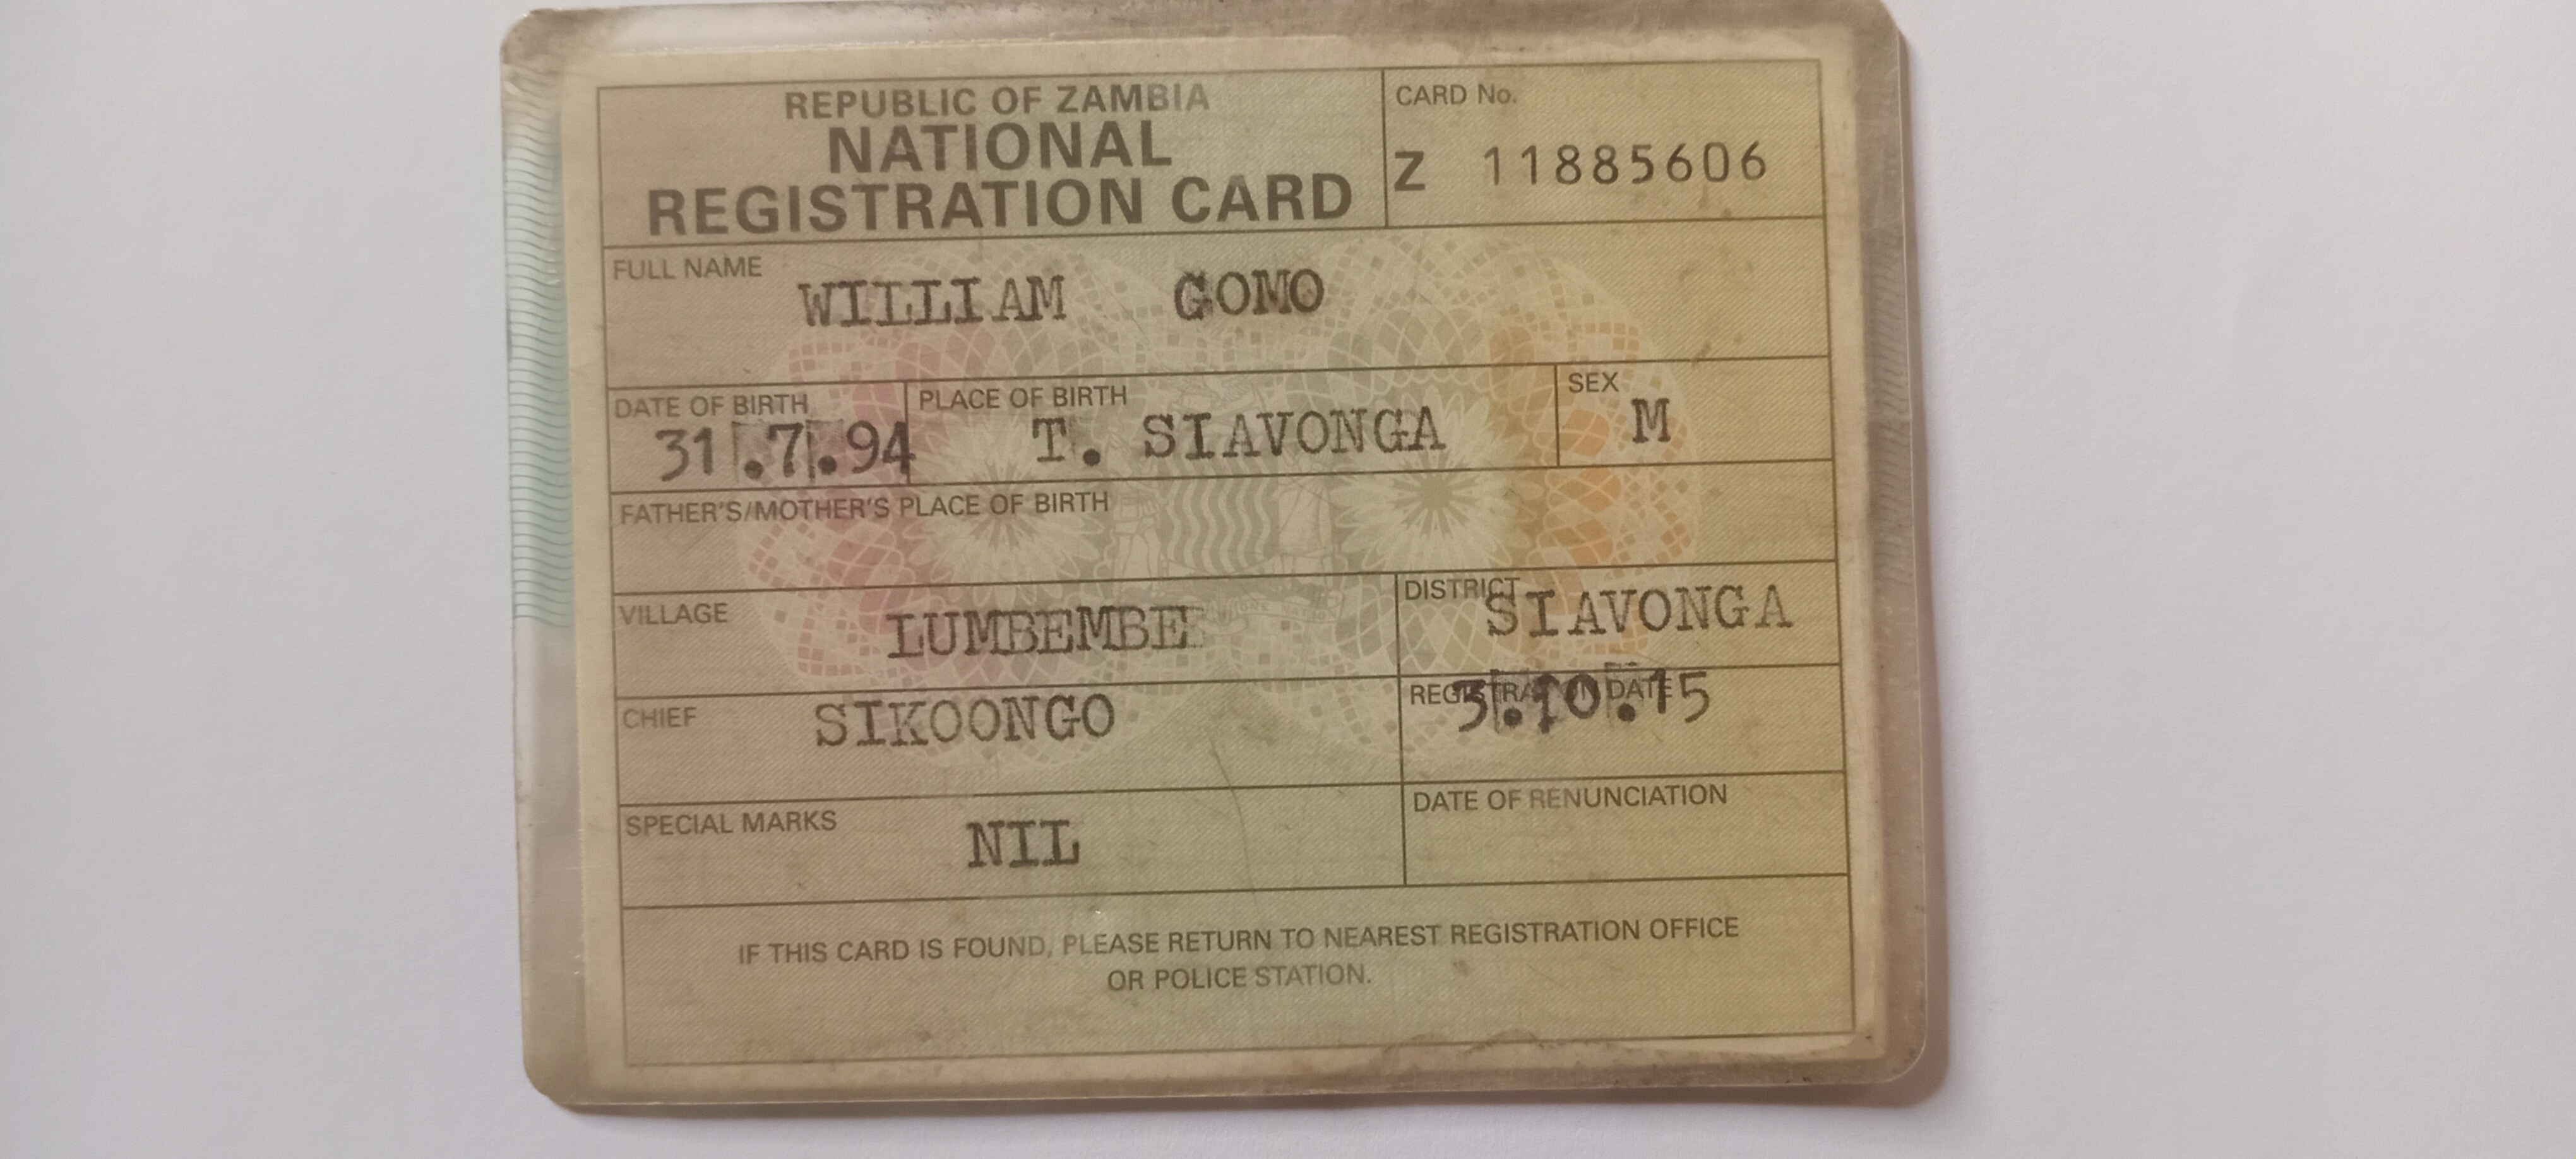 REPUBLIC OF ZAMBIA
NATIONAL
REGISTRATION CARD
CARD No.
Z 11885606
FULL NAME
WILLIAM GOMO
DATE OF BIRTH
31.7.94
PLACE OF BIRTH
T. SIAVONGA
SEX
M
FATHER'S/MOTHER'S PLACE OF BIRTH
VILLAGE
LUMBEMBE
DISTRICT
SIAVONGA
CHIEF
SIKOONGO
REGISTRATION DATE
3.10.15
SPECIAL MARKS
NIL
DATE OF RENUNCIATION
IF THIS CARD IS FOUND, PLEASE RETURN TO NEAREST REGISTRATION OFFICE
OR POLICE STATION.